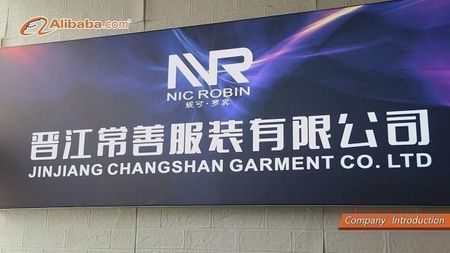 Alibaba.com
NR
NIC ROBIN
妮可·罗宾
晋江常善服装有限公司
JINJIANG CHANGSHAN GARMENT CO. LTD
Company Introduction